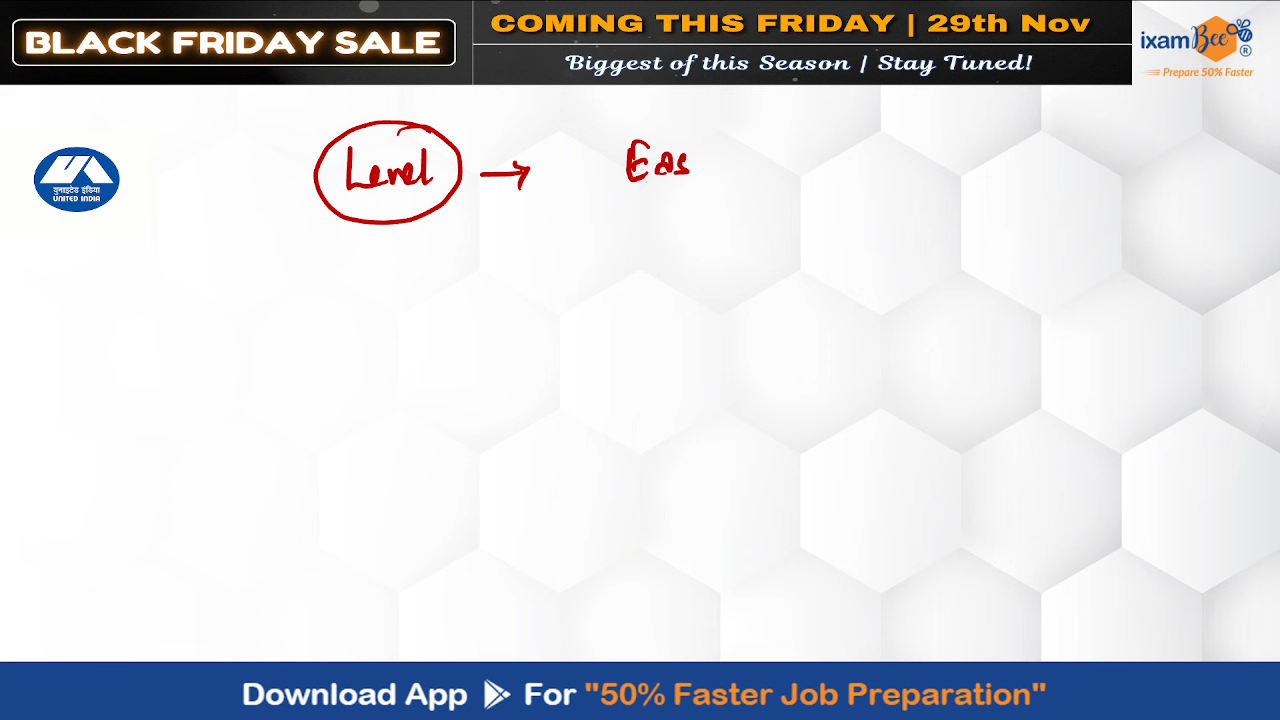 BLACK FRIDAY SALE
COMING THIS FRIDAY | 29th Nov
Biggest of this Season | Stay Tuned!
ixamBee®
Prepare 50% Faster
Level → Eas
युनाइटेड इंडिया
UNITED INDIA
Download App For "50% Faster Job Preparation"